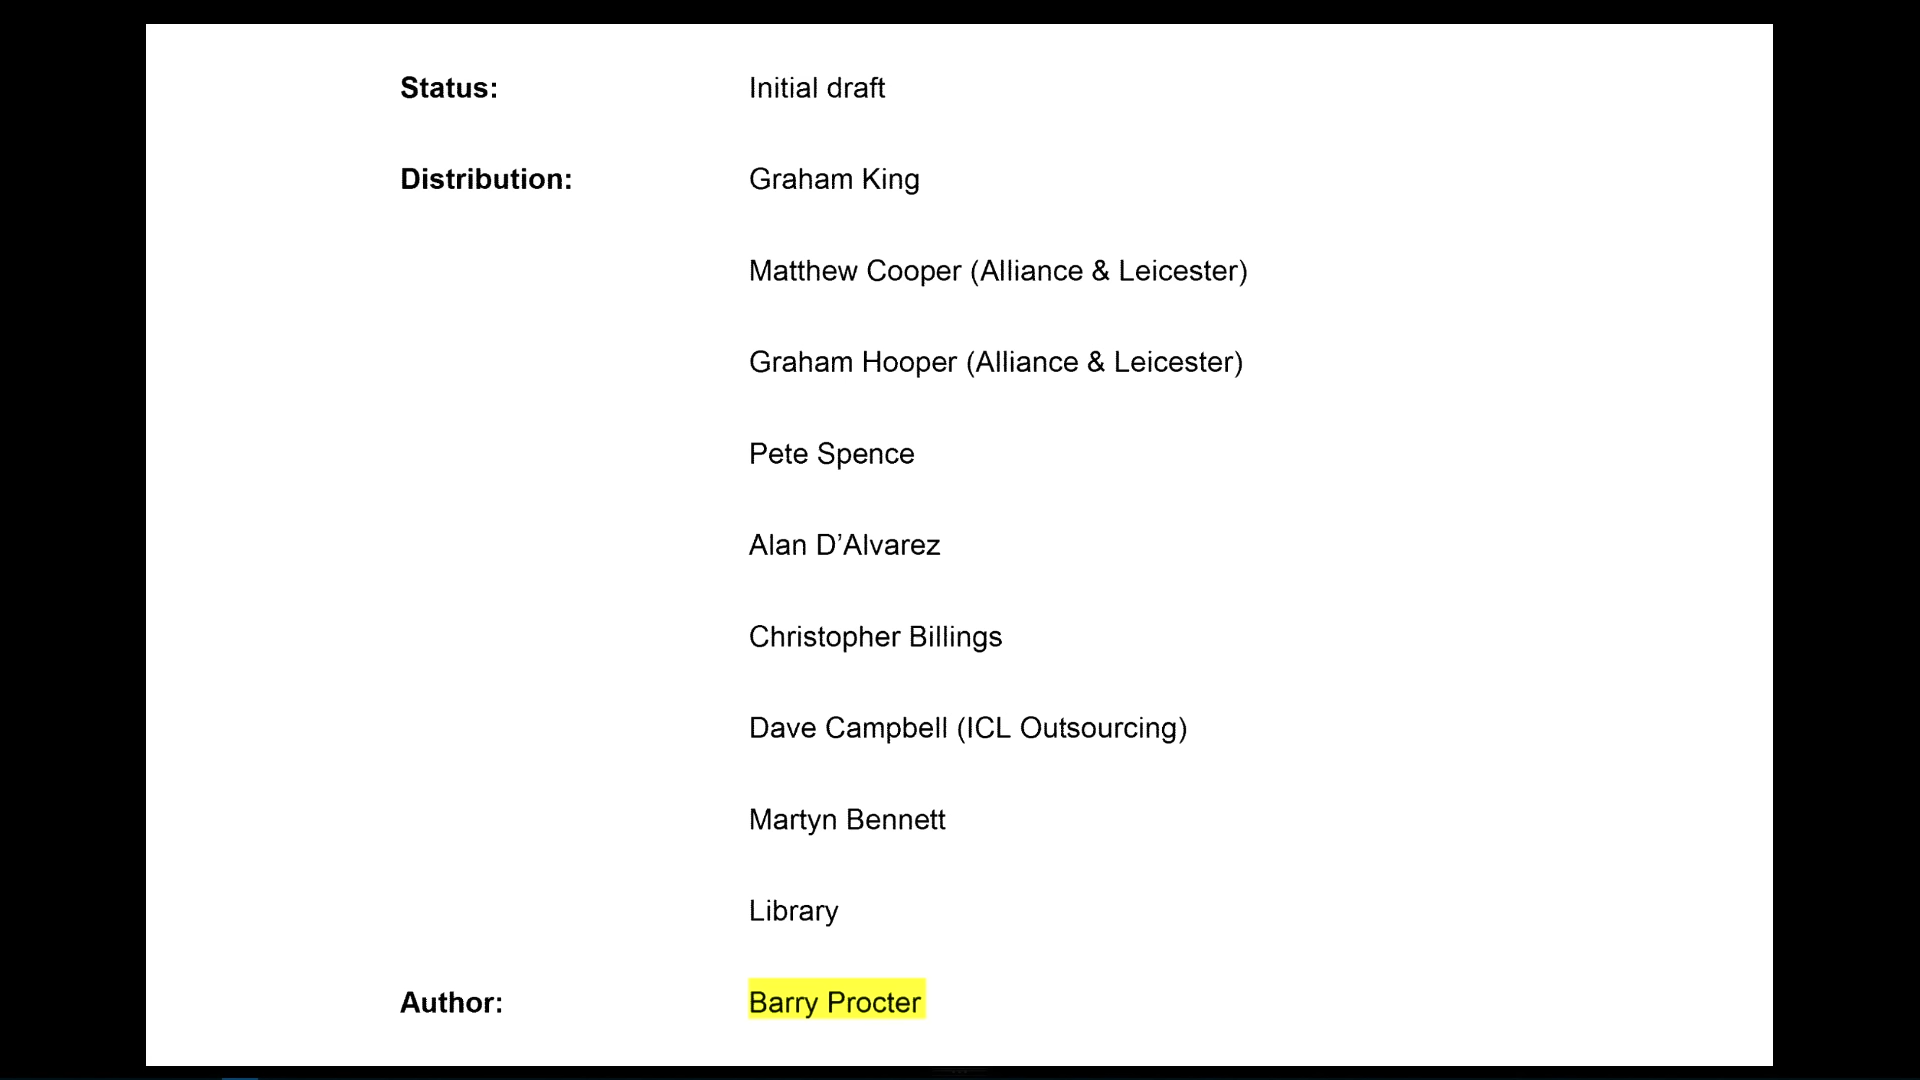 Status: Initial draft
Distribution: Graham King
Matthew Cooper (Alliance & Leicester)
Graham Hooper (Alliance & Leicester)
Pete Spence
Alan D’Alvarez
Christopher Billings
Dave Campbell (ICL Outsourcing)
Martyn Bennett
Library
Author: Barry Procter